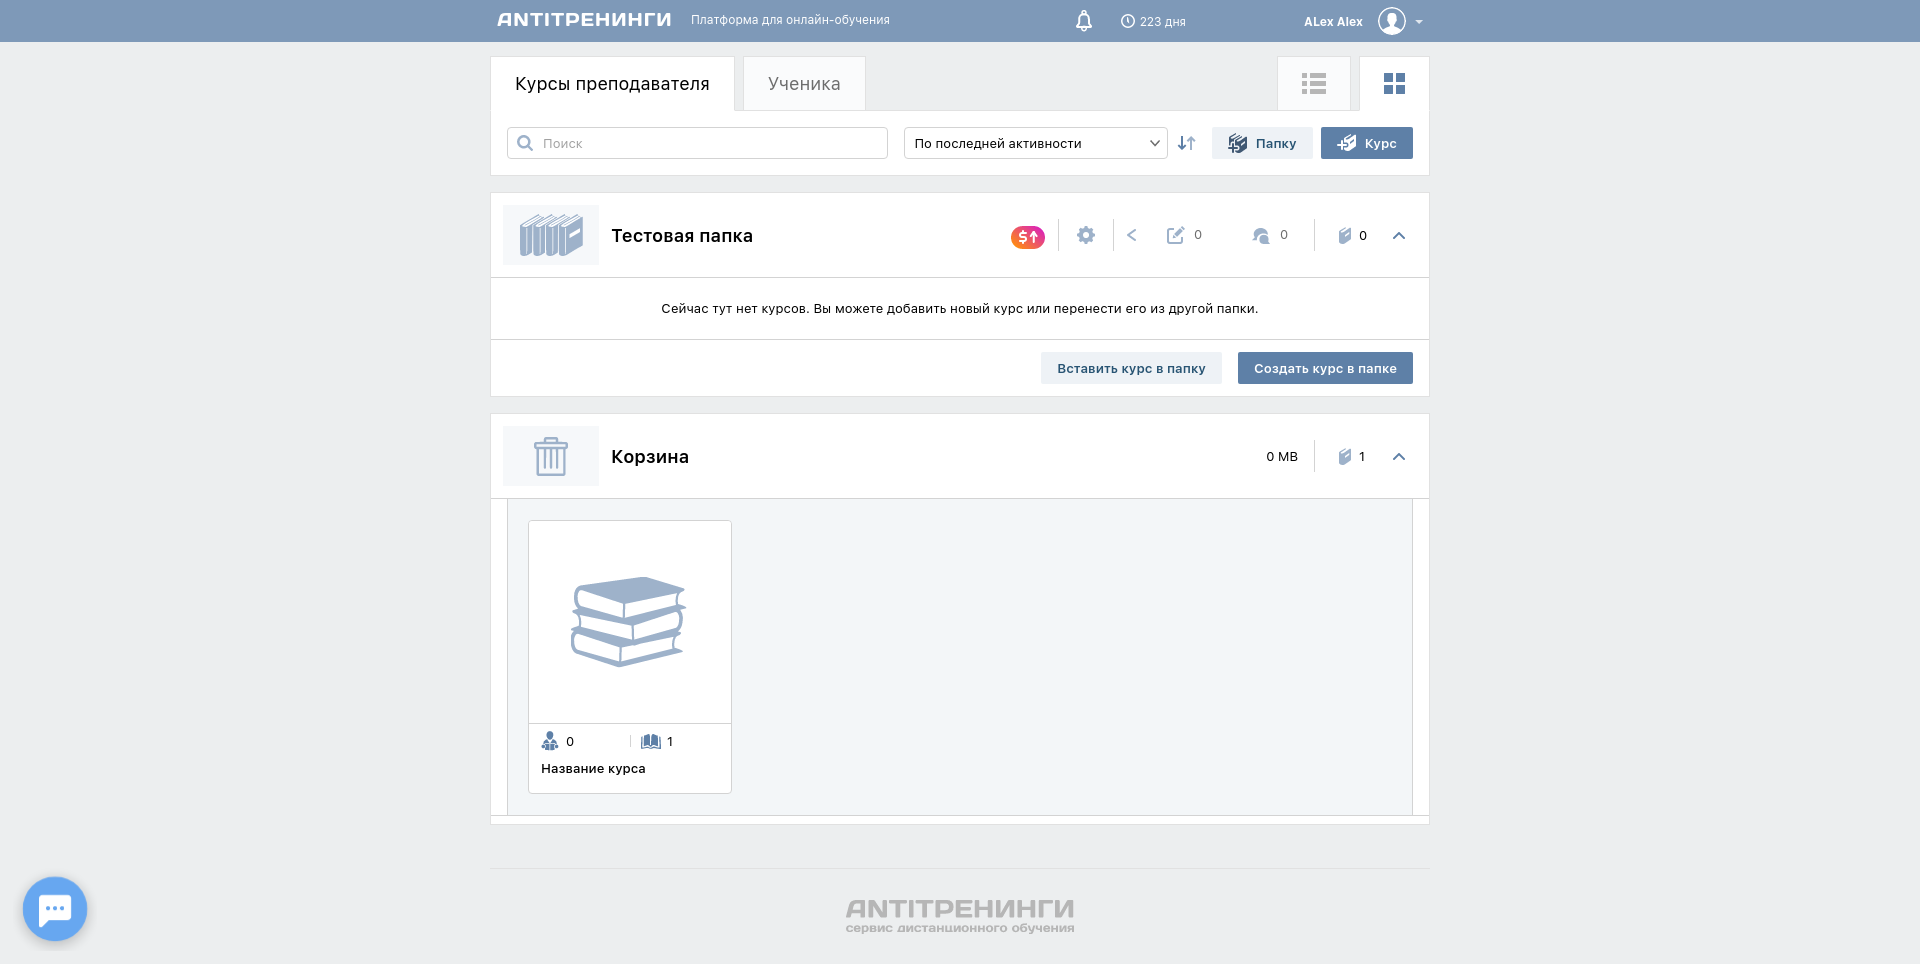 АNTIТРЕНИНГИ
Платформа для онлайн-обучения
223 дня
ALex Alex
Курсы преподавателя
Ученика
Поиск
По последней активности
Папку
Курс
Тестовая папка
$
0
0
0
Сейчас тут нет курсов. Вы можете добавить новый курс или перенести его из другой папки.
Вставить курс в папку
Создать курс в папке
Корзина
0 MB
1
0
1
Название курса
АNTIТРЕНИНГИ
сервис дистанционного обучения